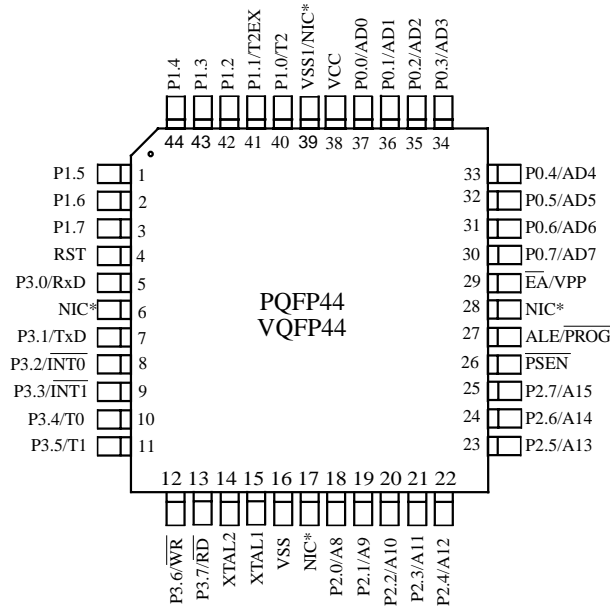 P1.4
P1.3
P1.2
P1.1/T2EX
P1.0/T2
VSS1/NIC*
VCC
P0.0/AD0
P0.1/AD1
P0.2/AD2
P0.3/AD3
44 43 42 41 40 39 38 37 36 35 34
P1.5 1
P1.6 2
P1.7 3
RST 4
P3.0/RxD 5
NIC* 6
P3.1/TxD 7
P3.2/INT0 8
P3.3/INT1 9
P3.4/T0 10
P3.5/T1 11
PQFP44
VQFP44
33 P0.4/AD4
32 P0.5/AD5
31 P0.6/AD6
30 P0.7/AD7
29 EA/VPP
28 NIC*
27 ALE/PROG
26 PSEN
25 P2.7/A15
24 P2.6/A14
23 P2.5/A13
12 13 14 15 16 17 18 19 20 21 22
P3.6/WR
P3.7/RD
XTAL2
XTAL1
VSS
NIC*
P2.0/A8
P2.1/A9
P2.2/A10
P2.3/A11
P2.4/A12